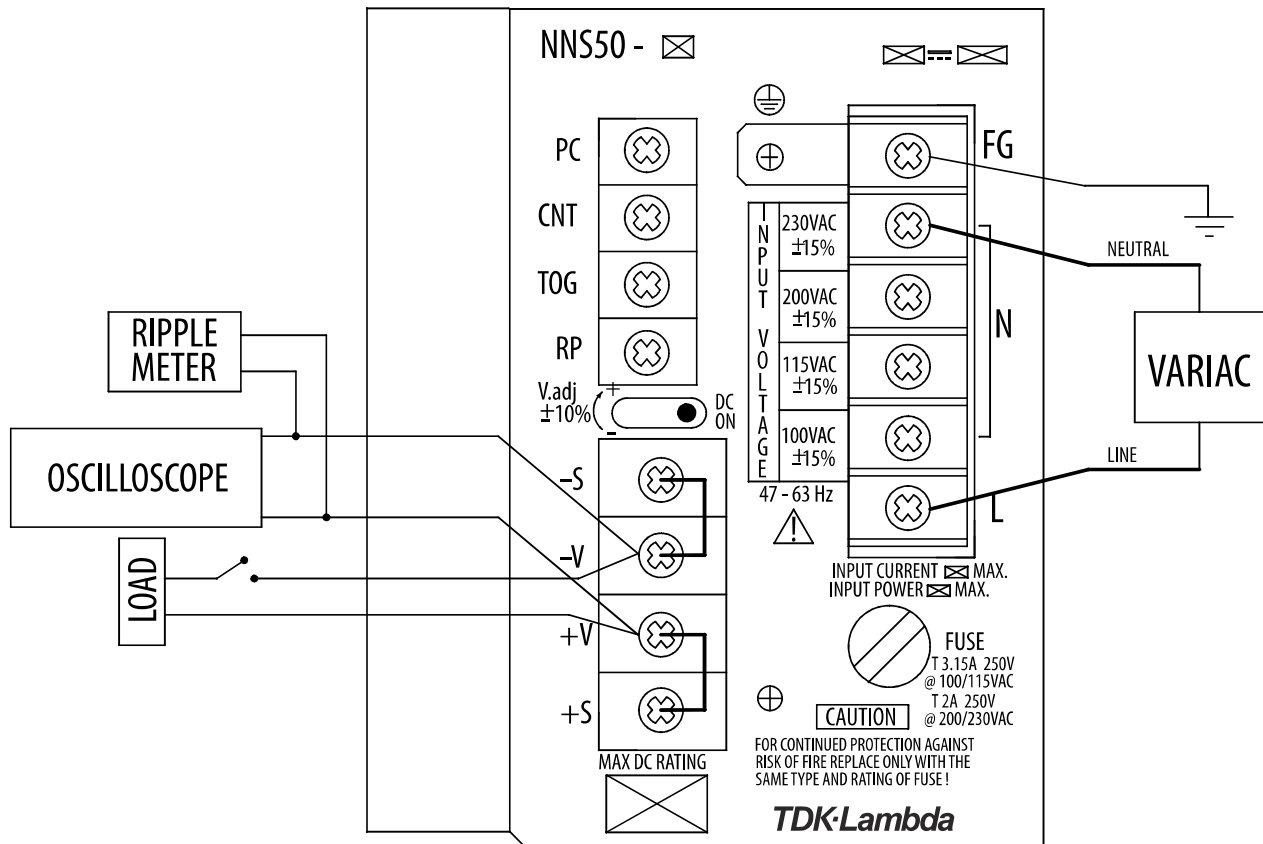 NNS50 -
PC
CNT
TOG
RP
V.adj
±10%
+
-
DC
ON
-S
-V
+V
+S
MAX DC RATING
RIPPLE
METER
OSCILLOSCOPE
LOAD
FG
INPUT VOLTAGE
230VAC
±15%
200VAC
±15%
115VAC
±15%
100VAC
±15%
47 - 63 Hz
N
L
NEUTRAL
VARIAC
LINE
INPUT CURRENT MAX.
INPUT POWER MAX.
FUSE
T 3.15A 250V
@ 100/115VAC
T 2A 250V
@ 200/230VAC
CAUTION
FOR CONTINUED PROTECTION AGAINST
RISK OF FIRE REPLACE ONLY WITH THE
SAME TYPE AND RATING OF FUSE !
TDK·Lambda